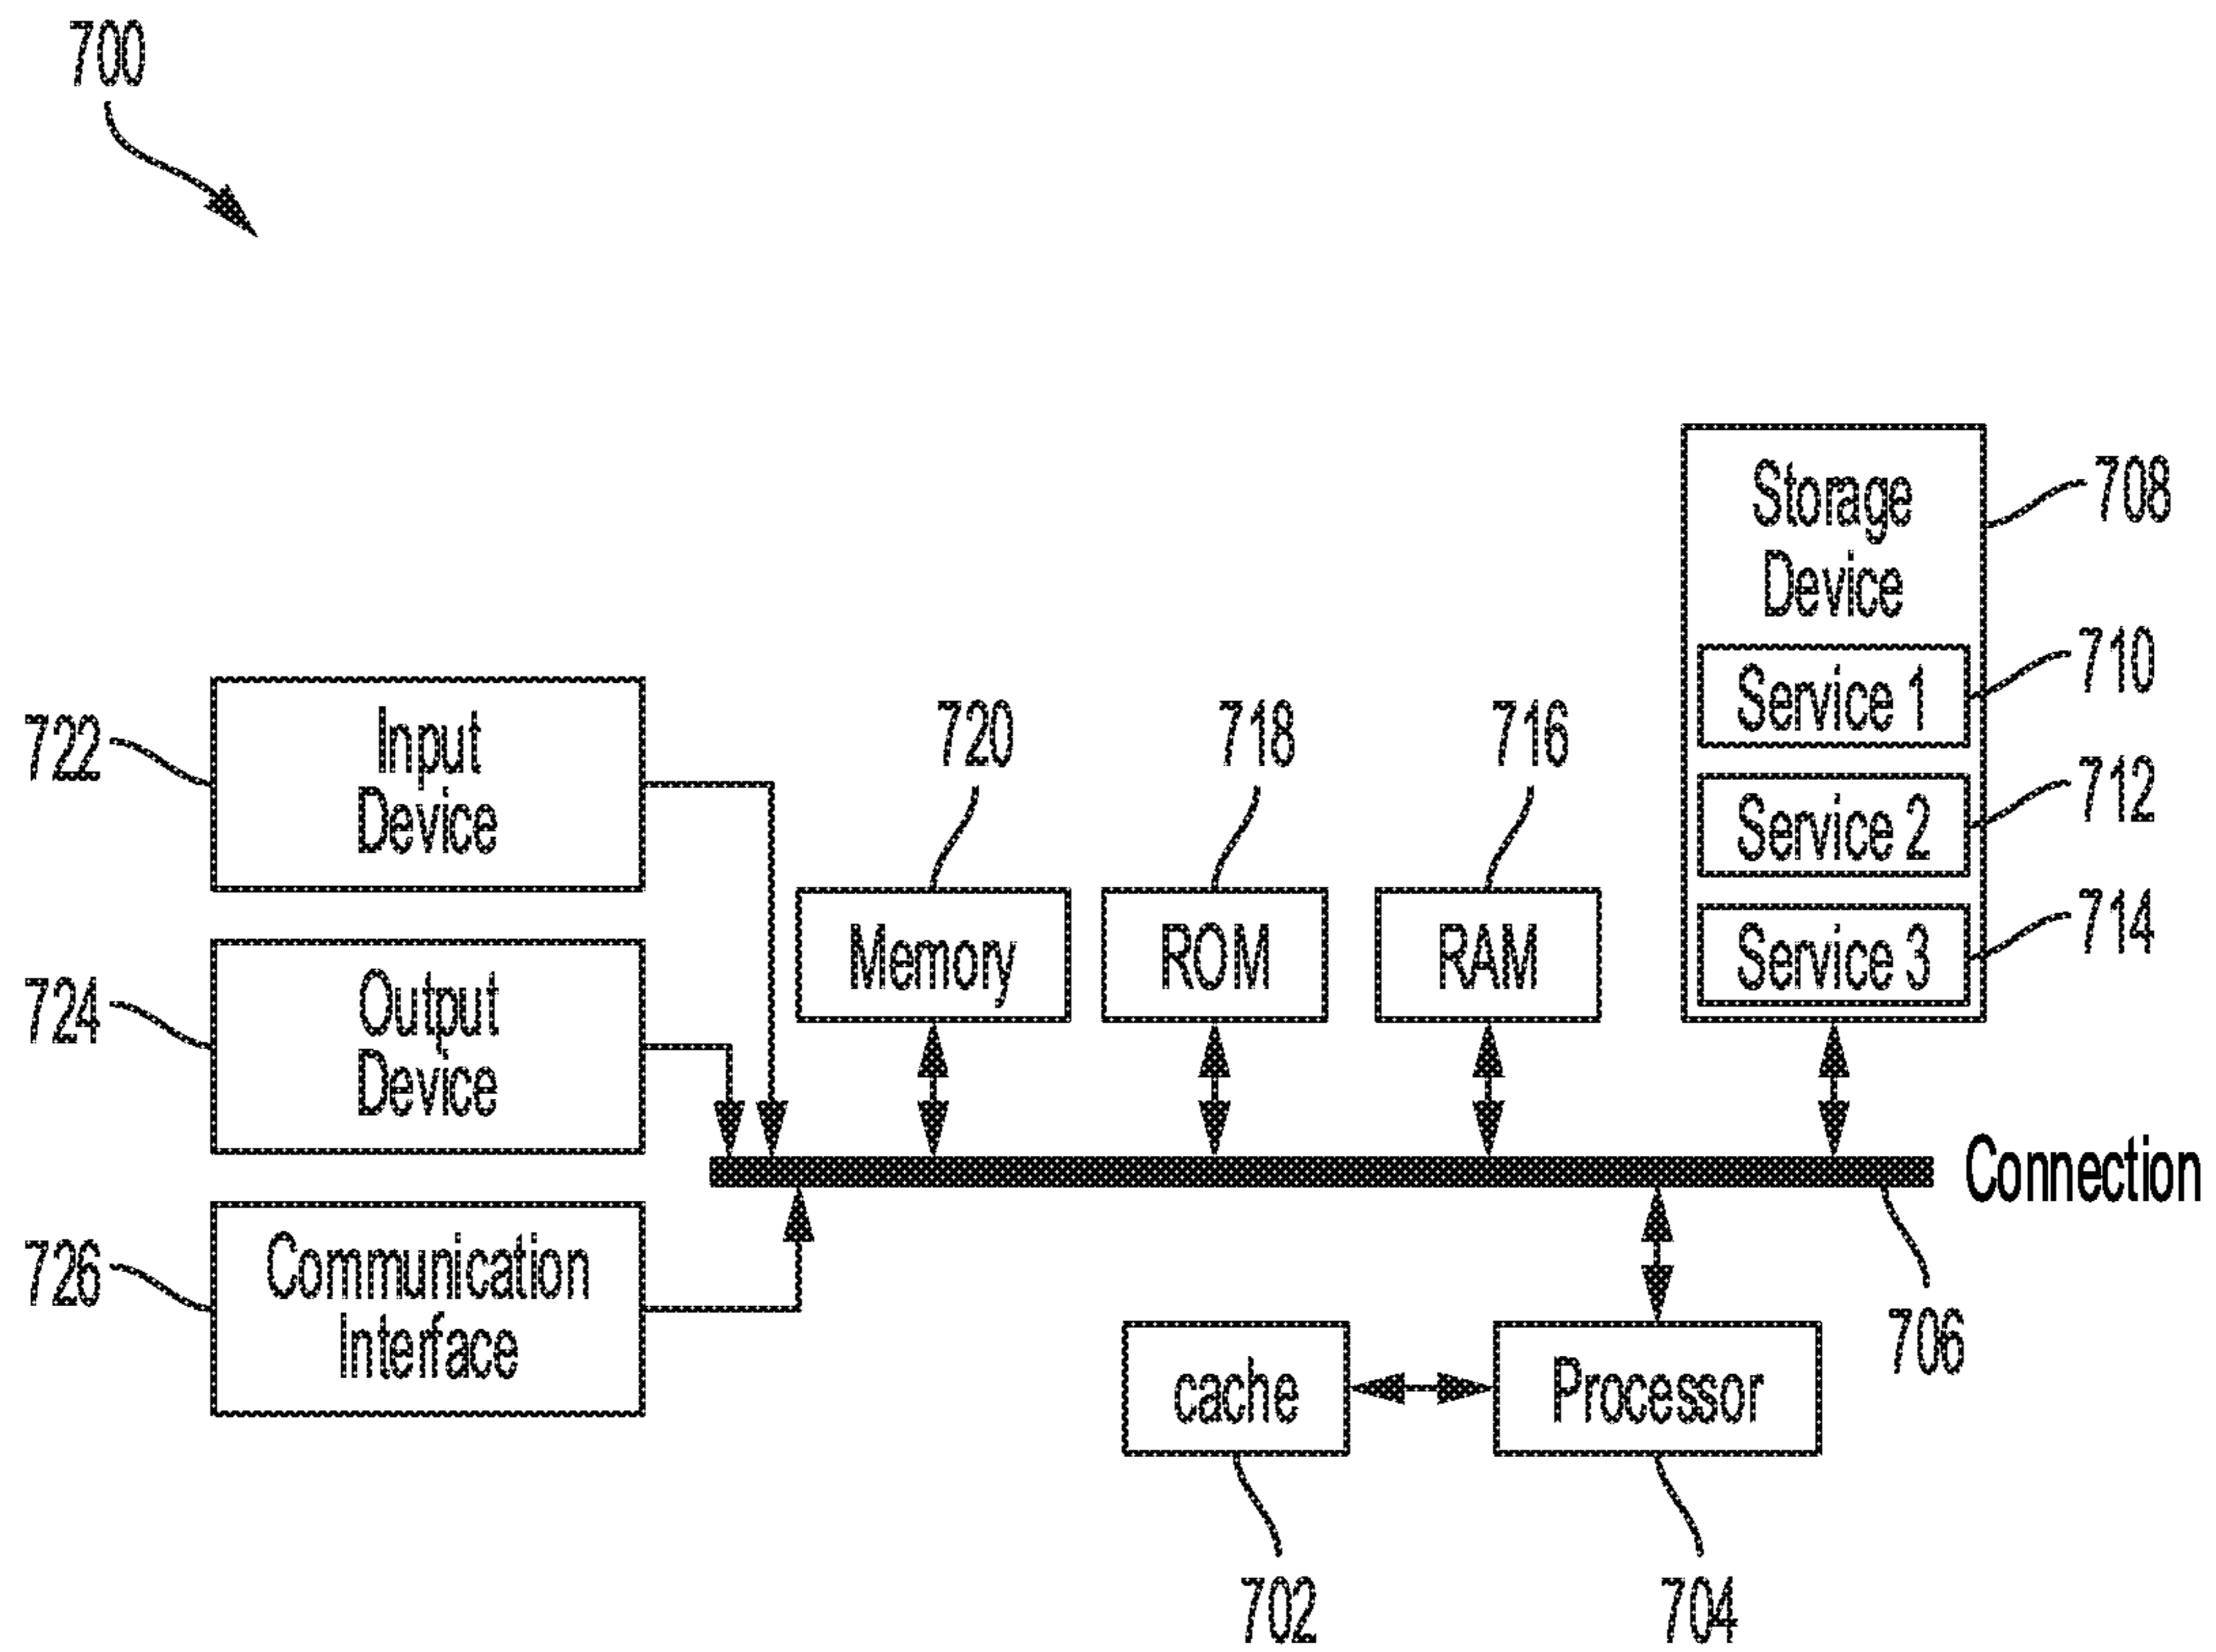 700
Storage
Device
708
Service 1
710
Service 2
712
Service 3
714
722
Input
Device
720
718
716
Memory
ROM
RAM
724
Output
Device
Connection
726
Communication
Interface
706
cache
Processor
702
704